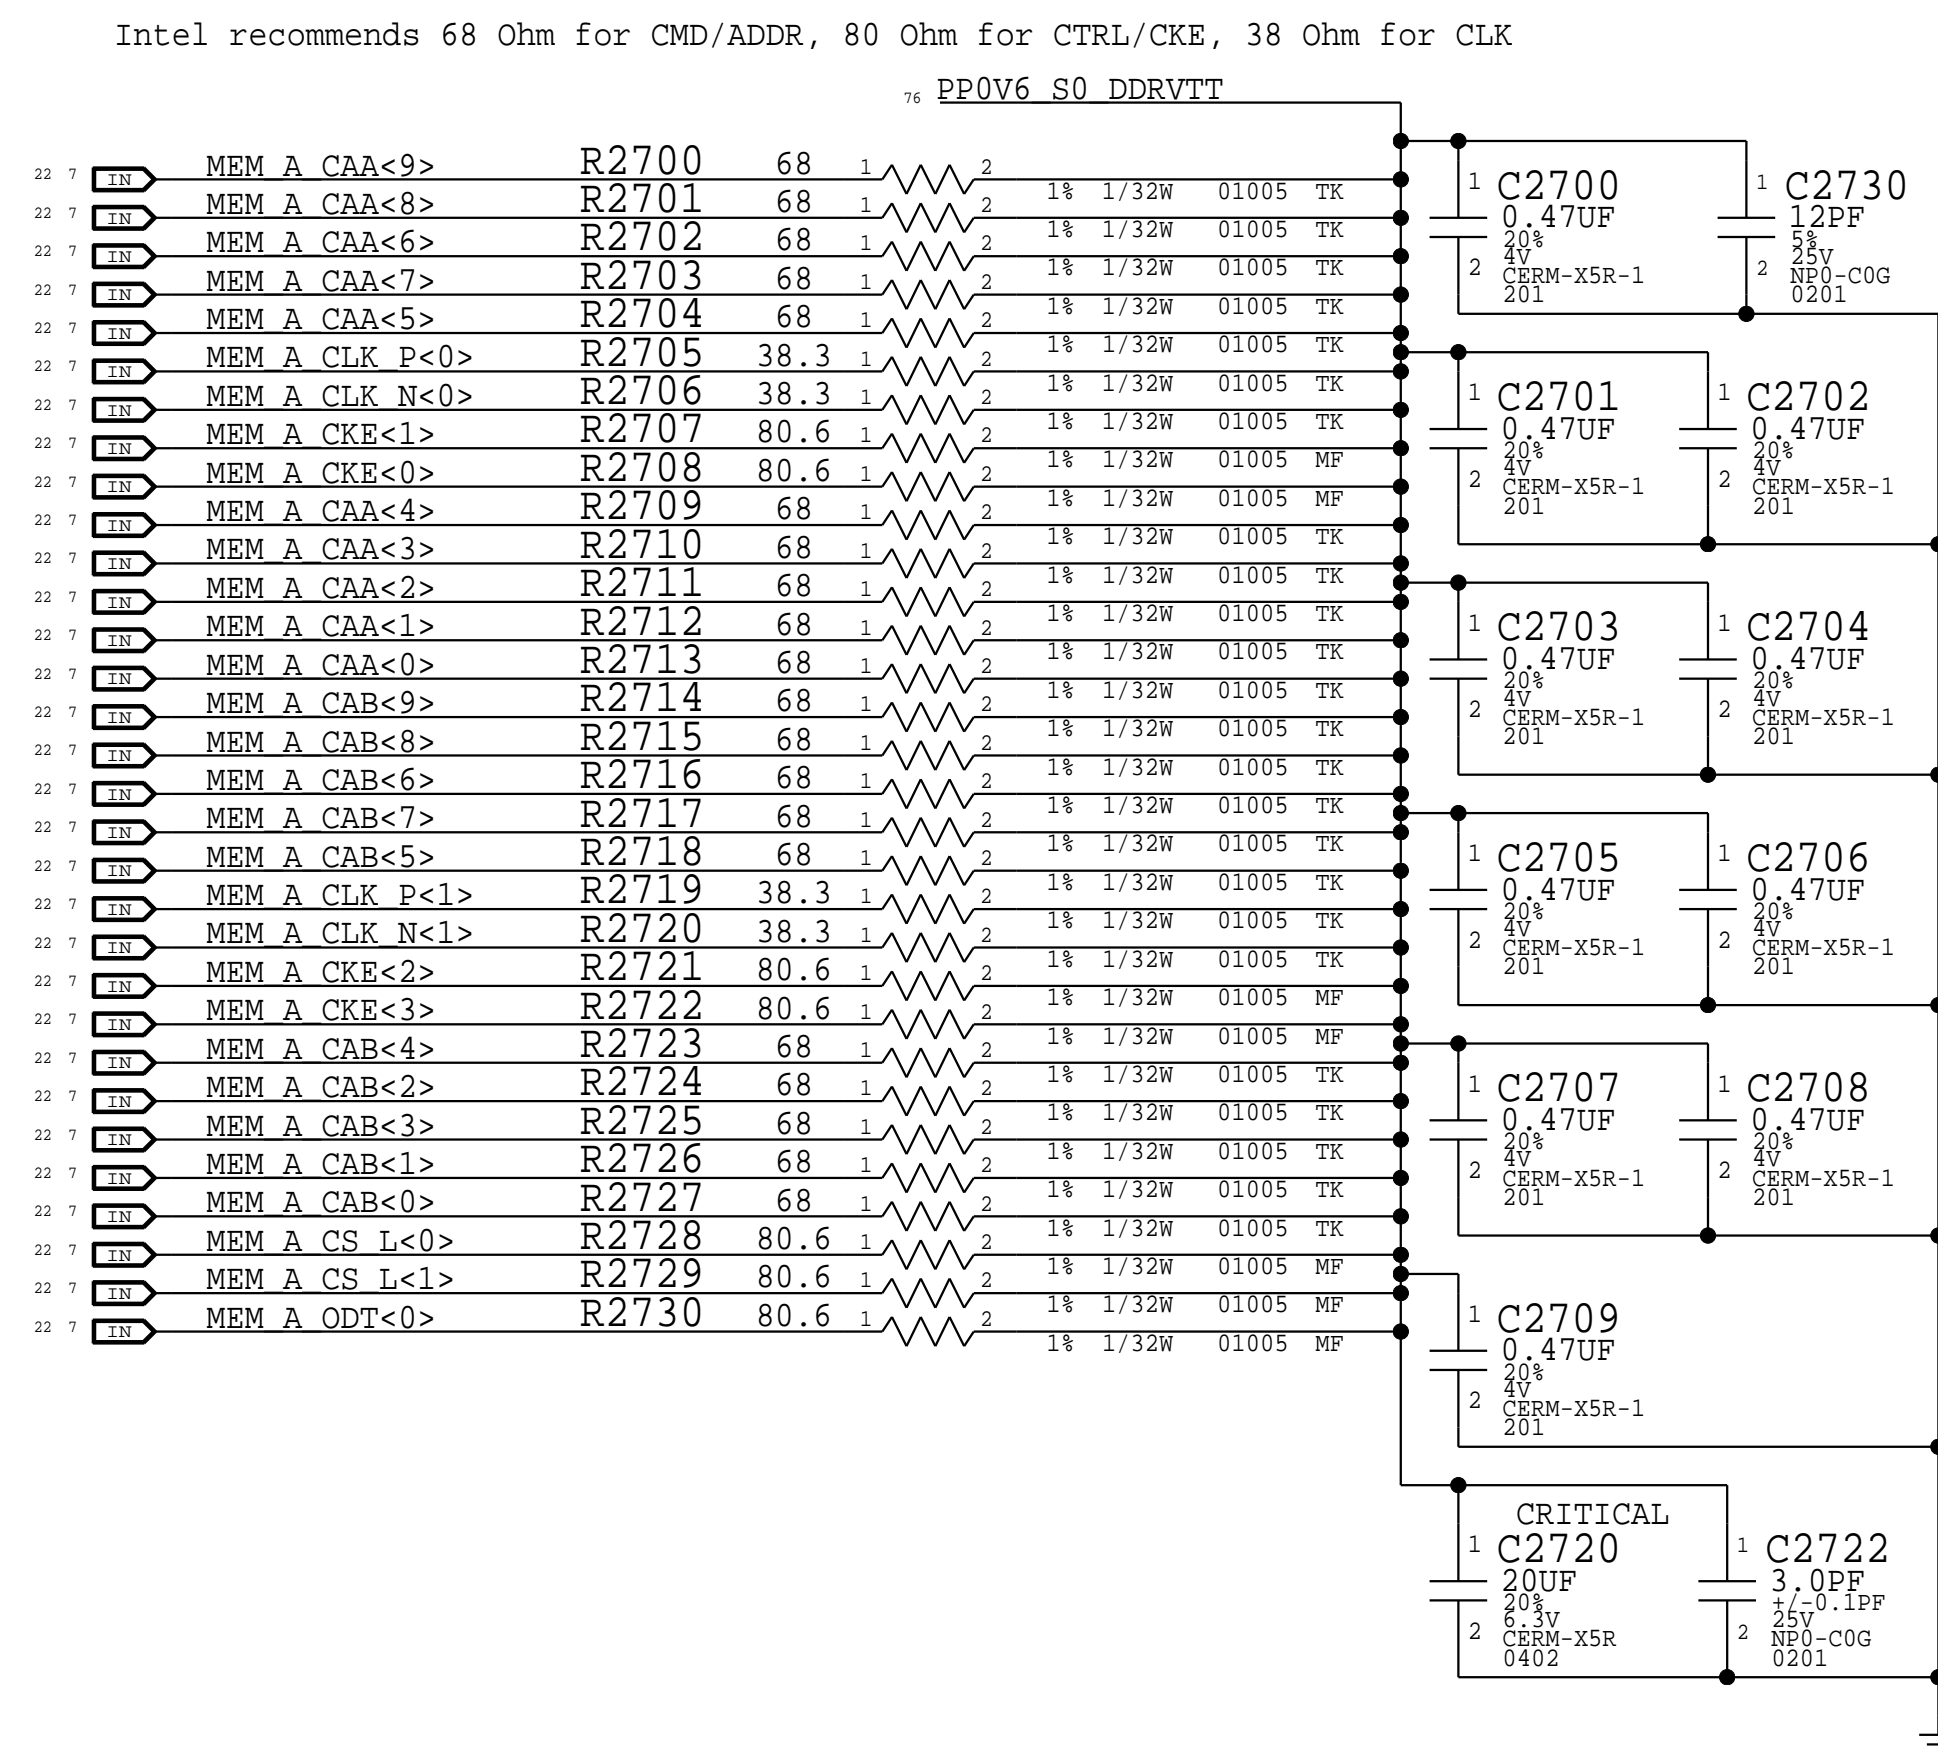 Intel recommends 68 Ohm for CMD/ADDR, 80 Ohm for CTRL/CKE, 38 Ohm for CLK
76 PP0V6_S0_DDRVTT
22 7 IN MEM_A_CAA<9> R2700 68 1 2 1% 1/32W 01005 TK
22 7 IN MEM_A_CAA<8> R2701 68 1 2 1% 1/32W 01005 TK
22 7 IN MEM_A_CAA<6> R2702 68 1 2 1% 1/32W 01005 TK
22 7 IN MEM_A_CAA<7> R2703 68 1 2 1% 1/32W 01005 TK
22 7 IN MEM_A_CAA<5> R2704 68 1 2 1% 1/32W 01005 TK
22 7 IN MEM_A_CLK_P<0> R2705 38.3 1 2 1% 1/32W 01005 TK
22 7 IN MEM_A_CLK_N<0> R2706 38.3 1 2 1% 1/32W 01005 TK
22 7 IN MEM_A_CKE<1> R2707 80.6 1 2 1% 1/32W 01005 MF
22 7 IN MEM_A_CKE<0> R2708 80.6 1 2 1% 1/32W 01005 MF
22 7 IN MEM_A_CAA<4> R2709 68 1 2 1% 1/32W 01005 TK
22 7 IN MEM_A_CAA<3> R2710 68 1 2 1% 1/32W 01005 TK
22 7 IN MEM_A_CAA<2> R2711 68 1 2 1% 1/32W 01005 TK
22 7 IN MEM_A_CAA<1> R2712 68 1 2 1% 1/32W 01005 TK
22 7 IN MEM_A_CAA<0> R2713 68 1 2 1% 1/32W 01005 TK
22 7 IN MEM_A_CAB<9> R2714 68 1 2 1% 1/32W 01005 TK
22 7 IN MEM_A_CAB<8> R2715 68 1 2 1% 1/32W 01005 TK
22 7 IN MEM_A_CAB<6> R2716 68 1 2 1% 1/32W 01005 TK
22 7 IN MEM_A_CAB<7> R2717 68 1 2 1% 1/32W 01005 TK
22 7 IN MEM_A_CAB<5> R2718 68 1 2 1% 1/32W 01005 TK
22 7 IN MEM_A_CLK_P<1> R2719 38.3 1 2 1% 1/32W 01005 TK
22 7 IN MEM_A_CLK_N<1> R2720 38.3 1 2 1% 1/32W 01005 TK
22 7 IN MEM_A_CKE<2> R2721 80.6 1 2 1% 1/32W 01005 MF
22 7 IN MEM_A_CKE<3> R2722 80.6 1 2 1% 1/32W 01005 MF
22 7 IN MEM_A_CAB<4> R2723 68 1 2 1% 1/32W 01005 TK
22 7 IN MEM_A_CAB<2> R2724 68 1 2 1% 1/32W 01005 TK
22 7 IN MEM_A_CAB<3> R2725 68 1 2 1% 1/32W 01005 TK
22 7 IN MEM_A_CAB<1> R2726 68 1 2 1% 1/32W 01005 TK
22 7 IN MEM_A_CAB<0> R2727 68 1 2 1% 1/32W 01005 TK
22 7 IN MEM_A_CS_L<0> R2728 80.6 1 2 1% 1/32W 01005 MF
22 7 IN MEM_A_CS_L<1> R2729 80.6 1 2 1% 1/32W 01005 MF
22 7 IN MEM_A_ODT<0> R2730 80.6 1 2 1% 1/32W 01005 MF
1 C2700
0.47UF
20%
4V
2 CERM-X5R-1
201
1 C2730
12PF
5%
25V
2 NP0-C0G
0201
1 C2701
0.47UF
20%
4V
2 CERM-X5R-1
201
1 C2702
0.47UF
20%
4V
2 CERM-X5R-1
201
1 C2703
0.47UF
20%
4V
2 CERM-X5R-1
201
1 C2704
0.47UF
20%
4V
2 CERM-X5R-1
201
1 C2705
0.47UF
20%
4V
2 CERM-X5R-1
201
1 C2706
0.47UF
20%
4V
2 CERM-X5R-1
201
1 C2707
0.47UF
20%
4V
2 CERM-X5R-1
201
1 C2708
0.47UF
20%
4V
2 CERM-X5R-1
201
1 C2709
0.47UF
20%
4V
2 CERM-X5R-1
201
CRITICAL
1 C2720
20UF
20%
6.3V
2 CERM-X5R
0402
1 C2722
3.0PF
+/-0.1PF
25V
2 NP0-C0G
0201